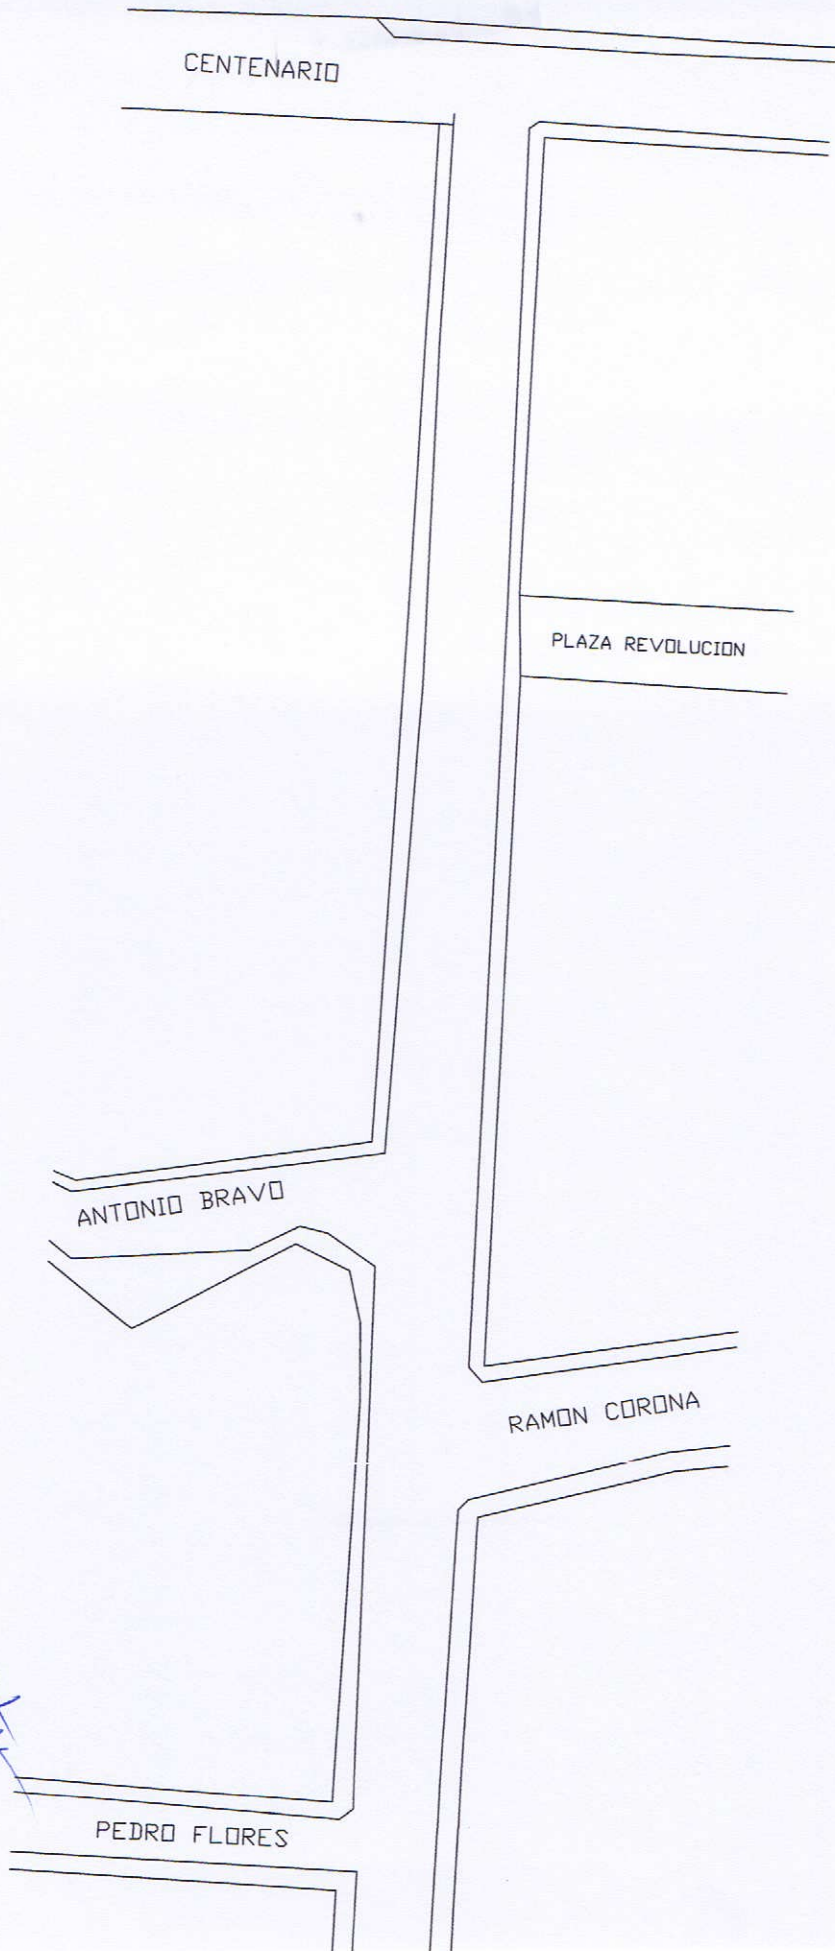 CENTENARIO
PLAZA REVOLUCION
ANTONIO BRAVO
RAMON CORONA
PEDRO FLORES